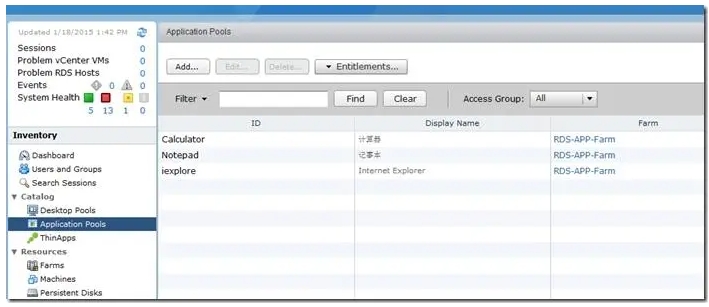 Updated 1/18/2015 1:42 PM
Sessions 0
Problem vCenter VMs 0
Problem RDS Hosts 0
Events 0 0
System Health
5 13 1 0
Inventory
Dashboard
Users and Groups
Search Sessions
Catalog
Desktop Pools
Application Pools
ThinApps
Resources
Farms
Machines
Persistent Disks
Application Pools
Add... Edit... Delete... Entitlements...
Filter Find Clear Access Group: All
ID Display Name Farm
Calculator 计算器 RDS-APP-Farm
Notepad 记事本 RDS-APP-Farm
iexplore Internet Explorer RDS-APP-Farm